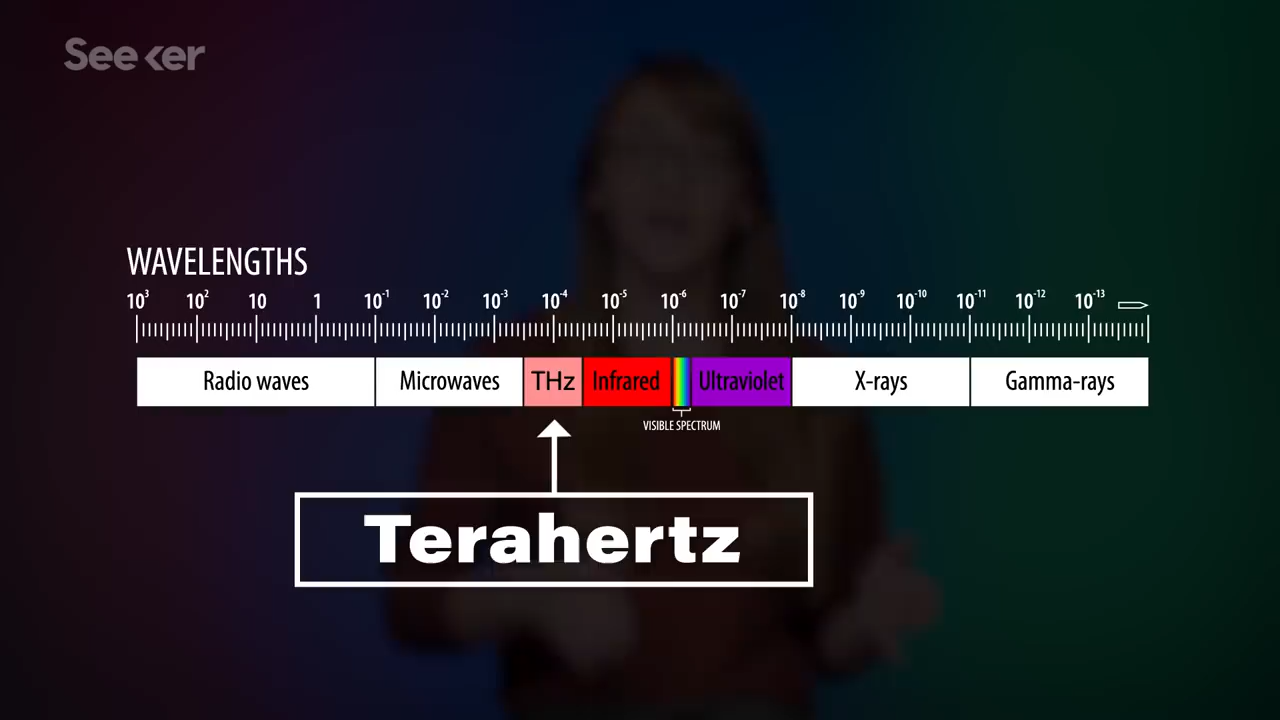 Seeker
WAVELENGTHS
10³ 10² 10 1 10⁻¹ 10⁻² 10⁻³ 10⁻⁴ 10⁻⁵ 10⁻⁶ 10⁻⁷ 10⁻⁸ 10⁻⁹ 10⁻¹⁰ 10⁻¹¹ 10⁻¹² 10⁻¹³
Radio waves Microwaves THz Infrared Ultraviolet X-rays Gamma-rays
VISIBLE SPECTRUM
Terahertz